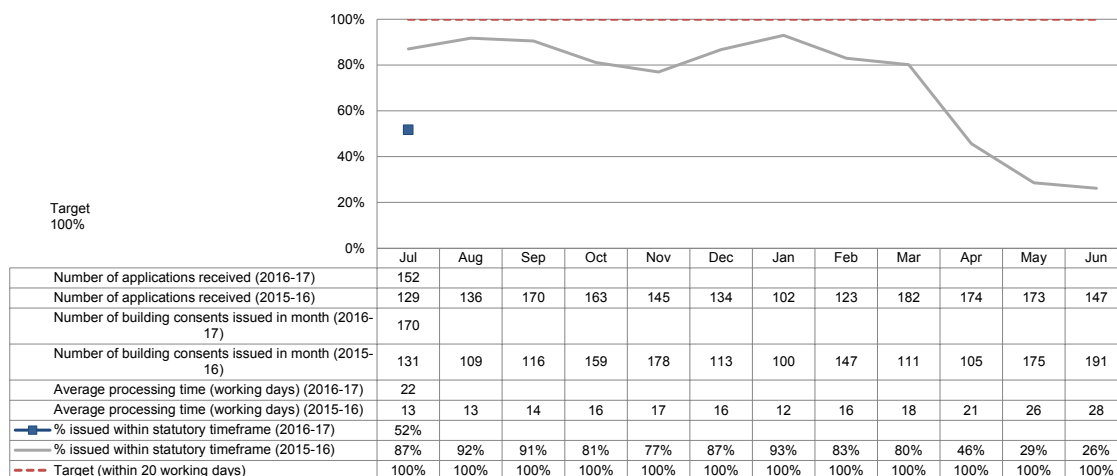 100%
80%
60%
40%
20%
0%
Target
100%
Jul Aug Sep Oct Nov Dec Jan Feb Mar Apr May Jun
Number of applications received (2016-17) 152
Number of applications received (2015-16) 129 136 170 163 145 134 102 123 182 174 173 147
Number of building consents issued in month (2016-
17) 170
Number of building consents issued in month (2015-
16) 131 109 116 159 178 113 100 147 111 105 175 191
Average processing time (working days) (2016-17) 22
Average processing time (working days) (2015-16) 13 13 14 16 17 16 12 16 18 21 26 28
% issued within statutory timeframe (2016-17) 52%
% issued within statutory timeframe (2015-16) 87% 92% 91% 81% 77% 87% 93% 83% 80% 46% 29% 26%
Target (within 20 working days) 100% 100% 100% 100% 100% 100% 100% 100% 100% 100% 100% 100%